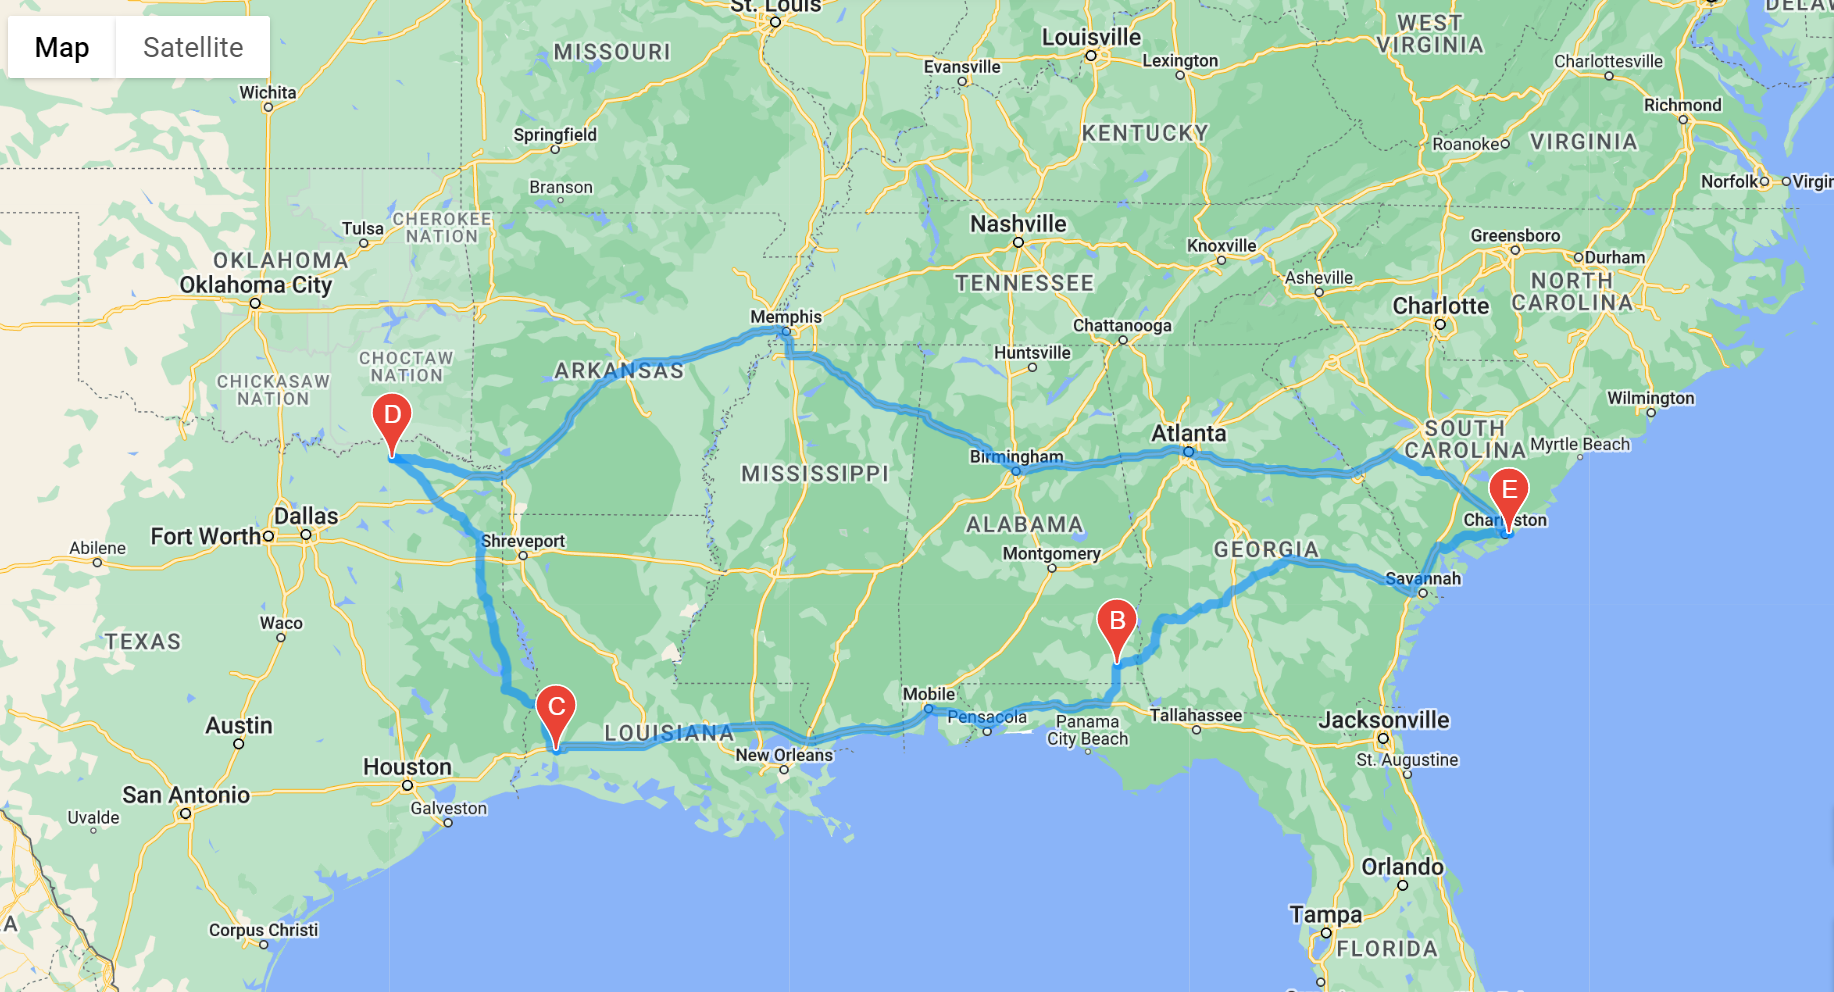 Map
Satellite
St. Louis
MISSOURI
Louisville
WEST
VIRGINIA
Evansville
Lexington
Charlottesville
Wichita
Richmond
Springfield
KENTUCKY
Roanoke
VIRGINIA
Branson
Norfolk
Tulsa
CHEROKEE
NATION
Nashville
Knoxville
Greensboro
Durham
OKLAHOMA
Oklahoma City
TENNESSEE
Asheville
NORTH
CAROLINA
Charlotte
Memphis
Chattanooga
Huntsville
CHOCTAW
NATION
ARKANSAS
CHICKASAW
NATION
Wilmington
D
Atlanta
SOUTH
CAROLINA
Myrtle Beach
Birmingham
MISSISSIPPI
E
Dallas
Fort Worth
ALABAMA
Charleston
Abilene
Shreveport
Montgomery
GEORGIA
Savannah
Waco
B
TEXAS
C
Mobile
Pensacola
Panama
City Beach
Tallahassee
Jacksonville
Austin
LOUISIANA
New Orleans
St. Augustine
Houston
San Antonio
Galveston
Uvalde
Orlando
Tampa
Corpus Christi
FLORIDA